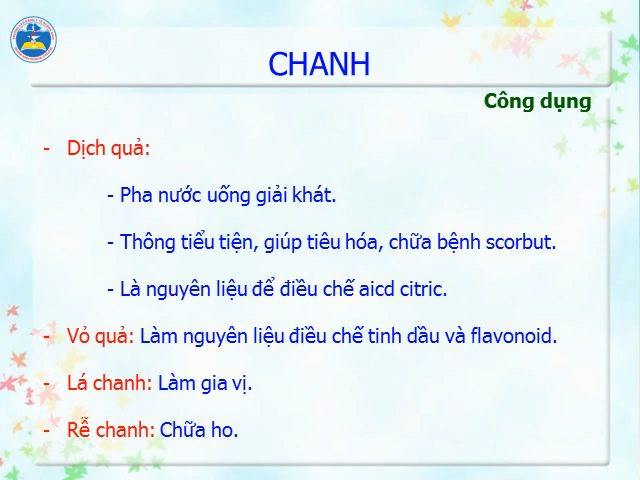 CHANH
Công dụng
- Dịch quả:
- Pha nước uống giải khát.
- Thông tiểu tiện, giúp tiêu hóa, chữa bệnh scorbut.
- Là nguyên liệu để điều chế aicd citric.
- Vỏ quả: Làm nguyên liệu điều chế tinh dầu và flavonoid.
- Lá chanh: Làm gia vị.
- Rễ chanh: Chữa ho.